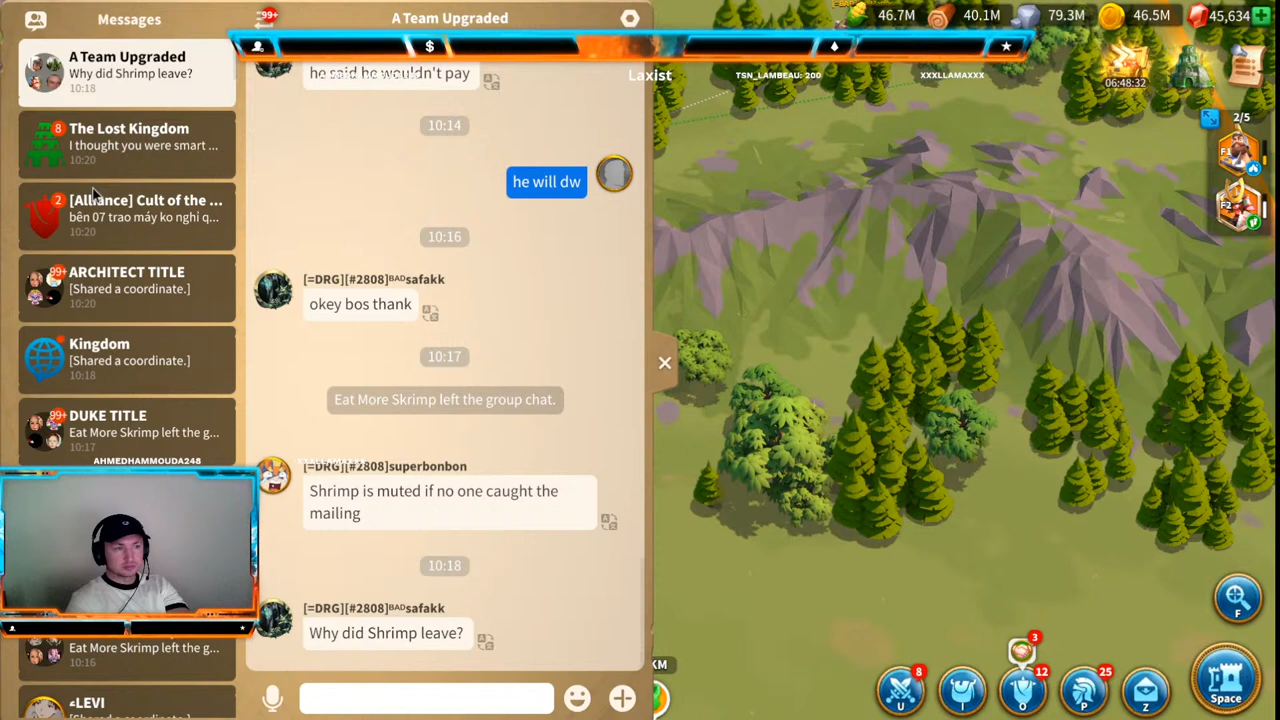 Messages
A Team Upgraded
Why did Shrimp leave?
10:18
8
The Lost Kingdom
I thought you were smart ...
10:20
2
[Alliance] Cult of the ...
bên 07 trao máy ko nghi q...
10:20
99+
ARCHITECT TITLE
[Shared a coordinate.]
10:20
Kingdom
[Shared a coordinate.]
10:18
99+
DUKE TITLE
Eat More Skrimp left the g...
10:17
AHMEDHAMMOUDA248
Eat More Skrimp left the g...
10:16
LEVI
99+
A Team Upgraded
$
he said he wouldn't pay
10:14
he will dw
10:16
[=DRG][#2808]ᴮᴬᴰsafakk
okey bos thank
10:17
Eat More Skrimp left the group chat.
[=DRG][#2808]superbonbon
Shrimp is muted if no one caught the
mailing
10:18
[=DRG][#2808]ᴮᴬᴰsafakk
Why did Shrimp leave?
46.7M
40.1M
79.3M
46.5M
45,634
Laxist
TSN_LAMBEAU: 200
XXXLLAMAXXX
06:48:32
2/5
F1
F2
F
KM
8
U
I
3
12
O
25
P
Z
Space